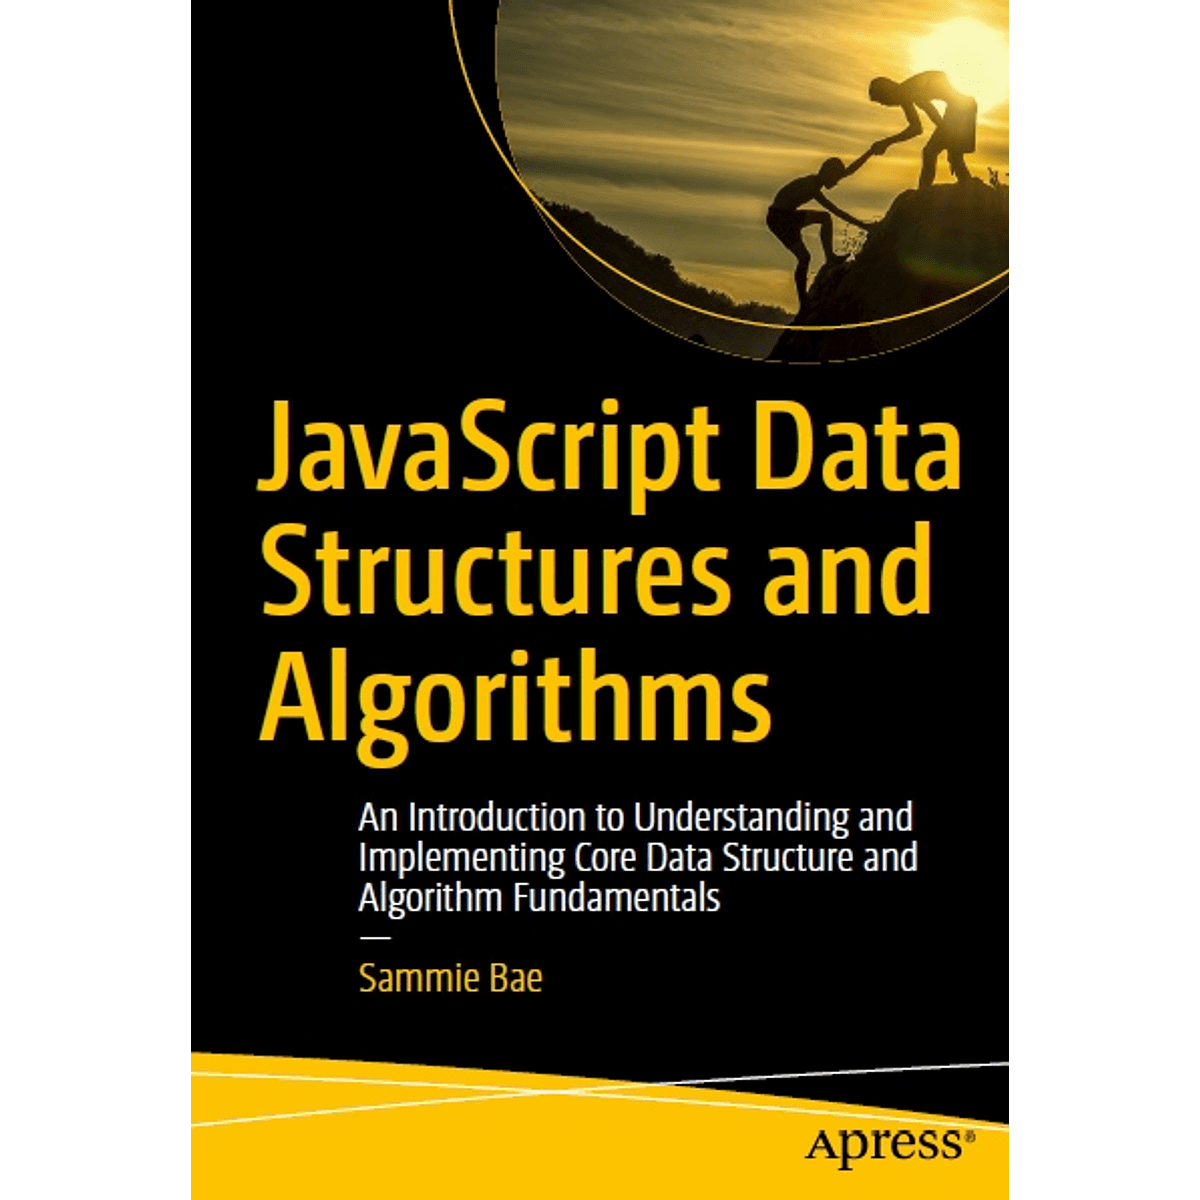 JavaScript Data
Structures and
Algorithms
An Introduction to Understanding and
Implementing Core Data Structure and
Algorithm Fundamentals
—
Sammie Bae
Apress®